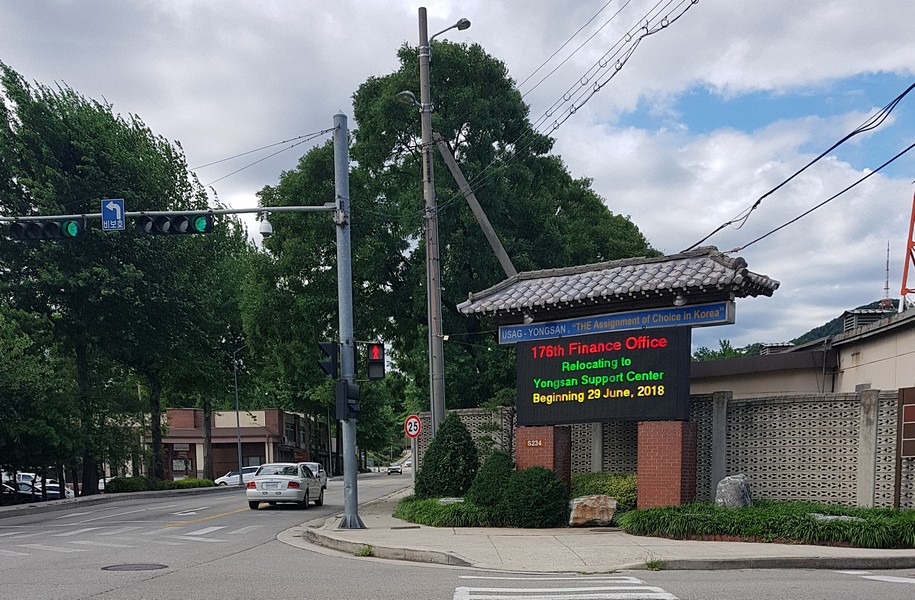 비보호
USAG - YONGSAN, "THE Assignment of Choice in Korea"
176th Finance Office
Relocating to
Yongsan Support Center
Beginning 29 June, 2018
25
5234